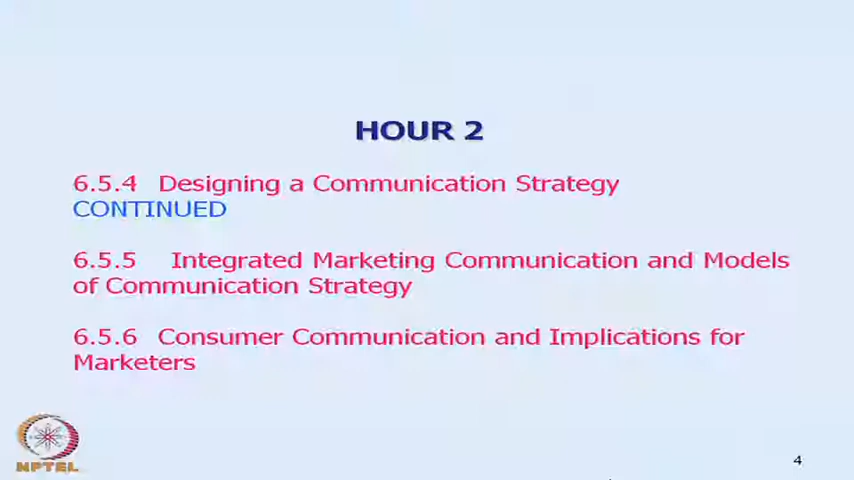 HOUR 2
6.5.4 Designing a Communication Strategy
CONTINUED
6.5.5 Integrated Marketing Communication and Models
of Communication Strategy
6.5.6 Consumer Communication and Implications for
Marketers
NPTEL
4